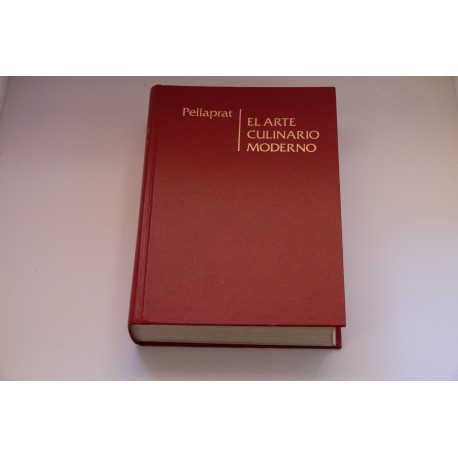 Pellaprat
EL ARTE
CULINARIO
MODERNO